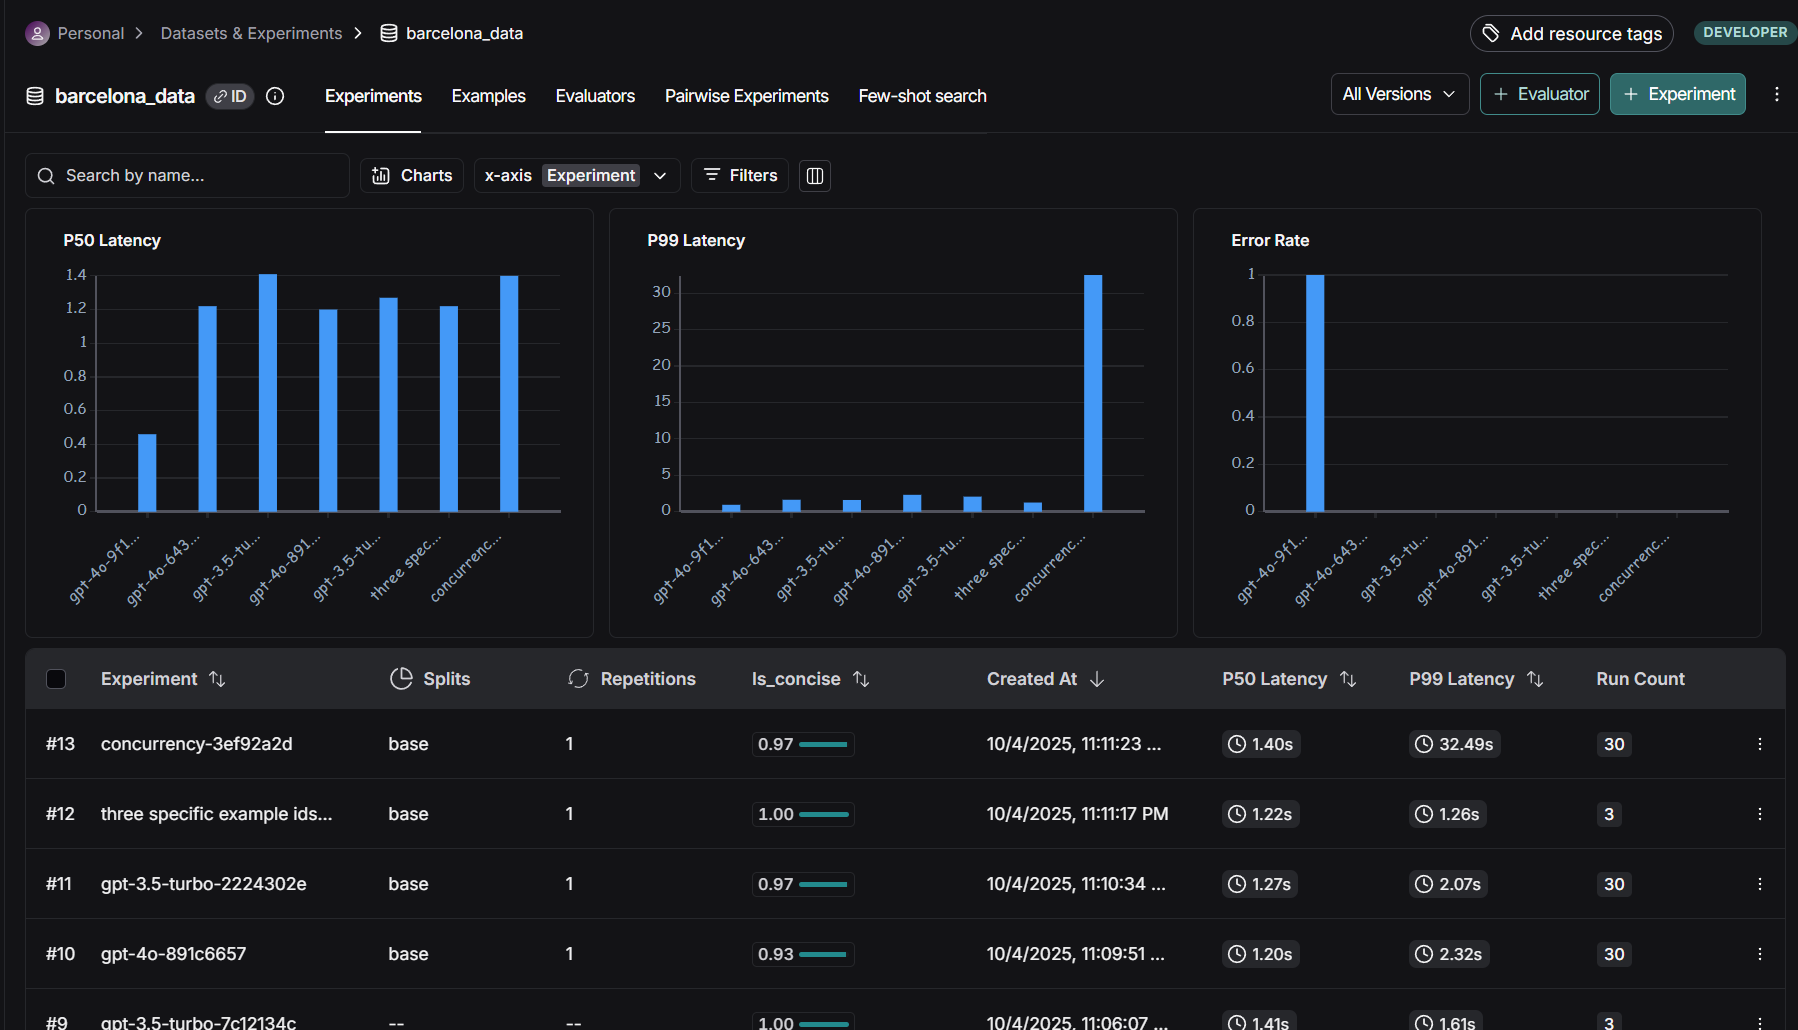 Personal
Datasets & Experiments
barcelona_data
Add resource tags
DEVELOPER
barcelona_data
ID
Experiments
Examples
Evaluators
Pairwise Experiments
Few-shot search
All Versions
+ Evaluator
+ Experiment
Search by name...
Charts
x-axis Experiment
Filters
P50 Latency
1.4
1.2
1
0.8
0.6
0.4
0.2
0
gpt-4o-9f1...
gpt-4o-643...
gpt-3.5-tu...
gpt-4o-891...
gpt-3.5-tu...
three spec...
concurrenc...
P99 Latency
30
25
20
15
10
5
0
gpt-4o-9f1...
gpt-4o-643...
gpt-3.5-tu...
gpt-4o-891...
gpt-3.5-tu...
three spec...
concurrenc...
Error Rate
1
0.8
0.6
0.4
0.2
0
gpt-4o-9f1...
gpt-4o-643...
gpt-3.5-tu...
gpt-4o-891...
gpt-3.5-tu...
three spec...
concurrenc...
Experiment Splits Repetitions Is_concise Created At P50 Latency P99 Latency Run Count
#13 concurrency-3ef92a2d base 1 0.97 10/4/2025, 11:11:23 ... 1.40s 32.49s 30
#12 three specific example ids... base 1 1.00 10/4/2025, 11:11:17 PM 1.22s 1.26s 3
#11 gpt-3.5-turbo-2224302e base 1 0.97 10/4/2025, 11:10:34 ... 1.27s 2.07s 30
#10 gpt-4o-891c6657 base 1 0.93 10/4/2025, 11:09:51 ... 1.20s 2.32s 30
#9 gpt-3.5-turbo-7c12134c -- -- 1.00 10/4/2025, 11:06:07 ... 1.41s 1.61s 3